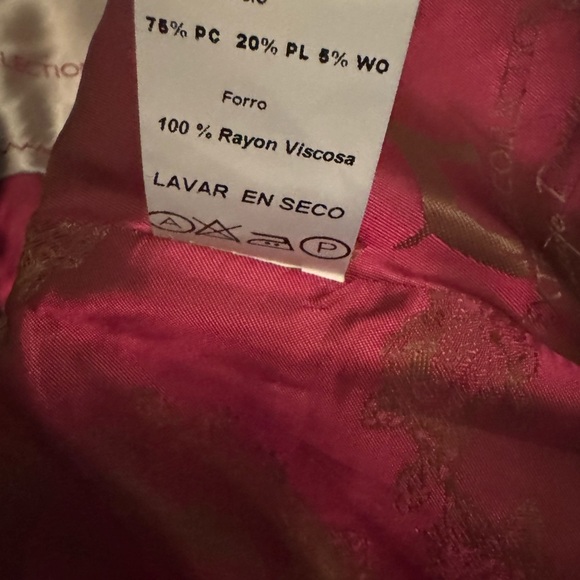 75% PC 20% PL 5% WO
Forro
100 % Rayon Viscosa
LAVAR EN SECO
A P